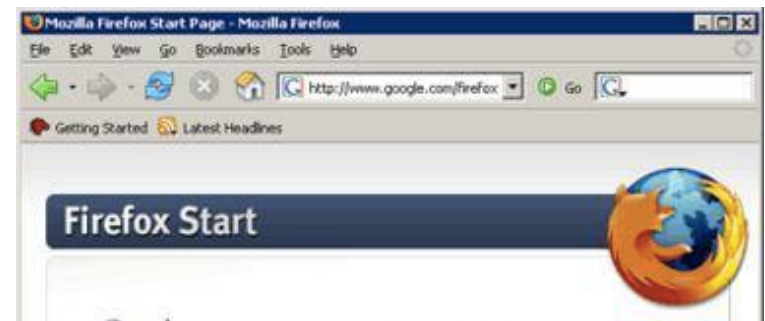 Mozilla Firefox Start Page - Mozilla Firefox
File Edit View Go Bookmarks Tools Help
http://www.google.com/firefox Go G
Getting Started Latest Headlines
Firefox Start